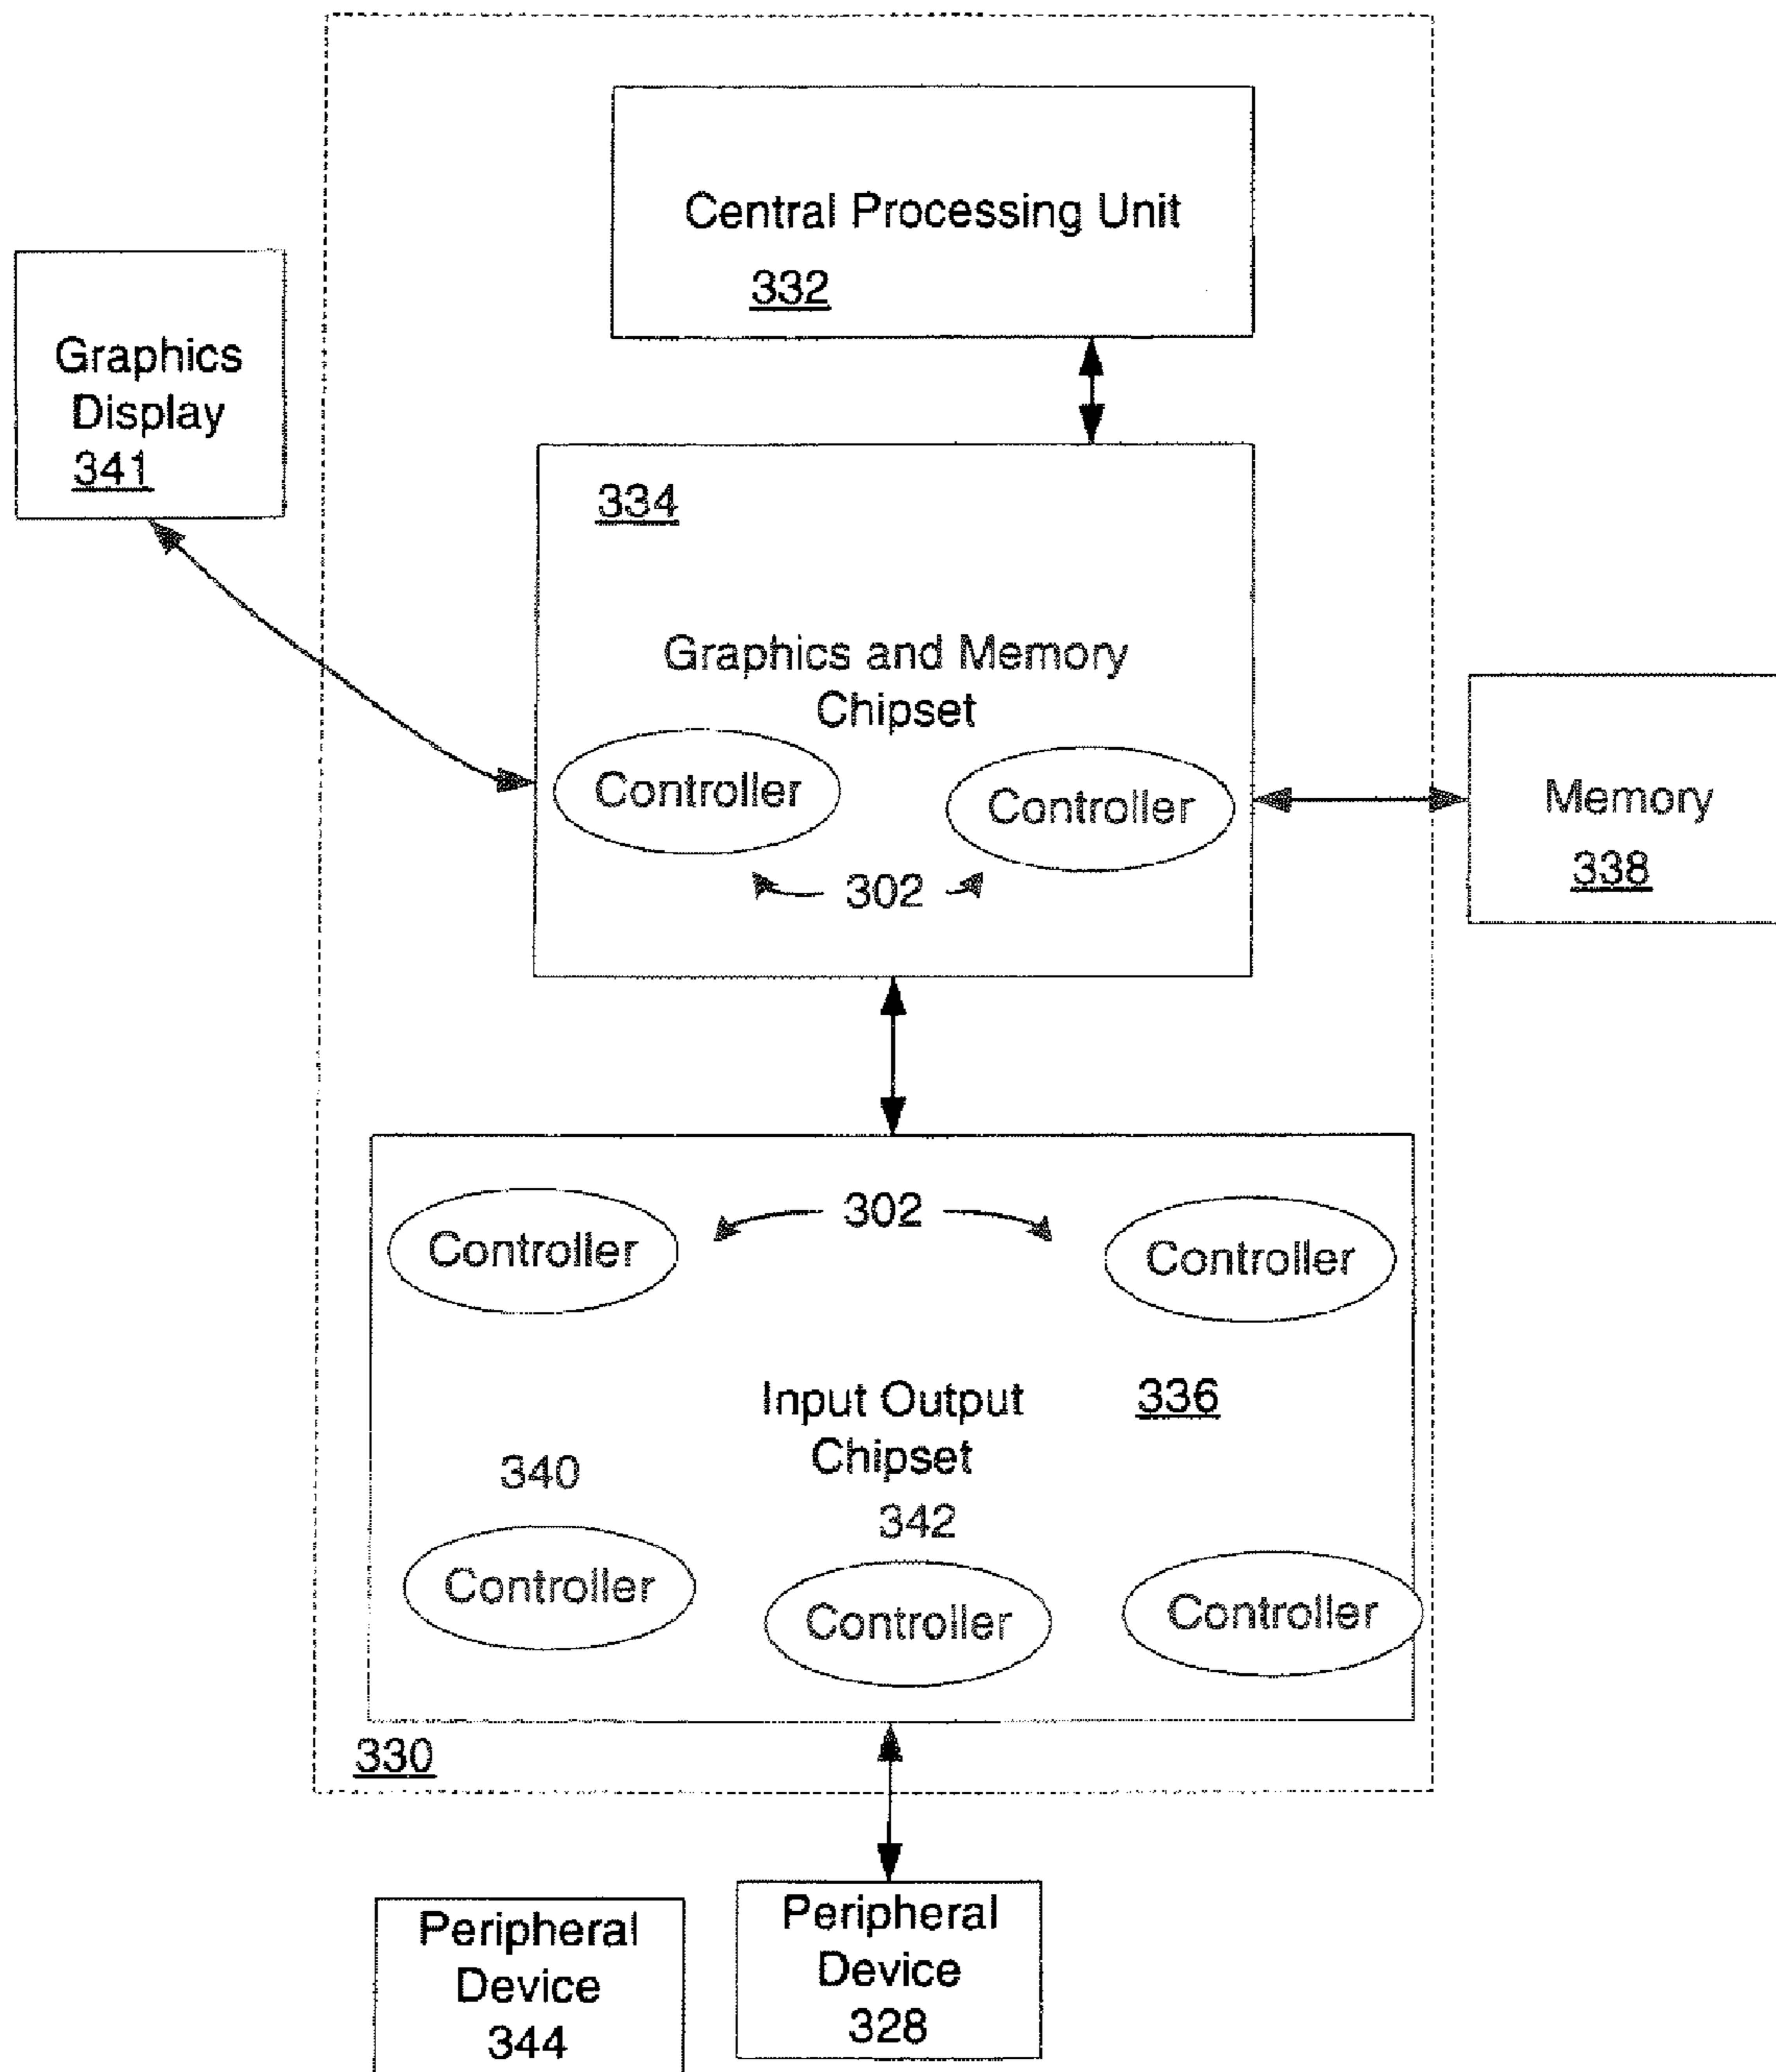 Central Processing Unit
332
Graphics
Display
341
334
Graphics and Memory
Chipset
Controller
Controller
302
Memory
338
302
Controller
Controller
Input Output
Chipset
336
340
342
Controller
Controller
Controller
330
Peripheral
Device
344
Peripheral
Device
328